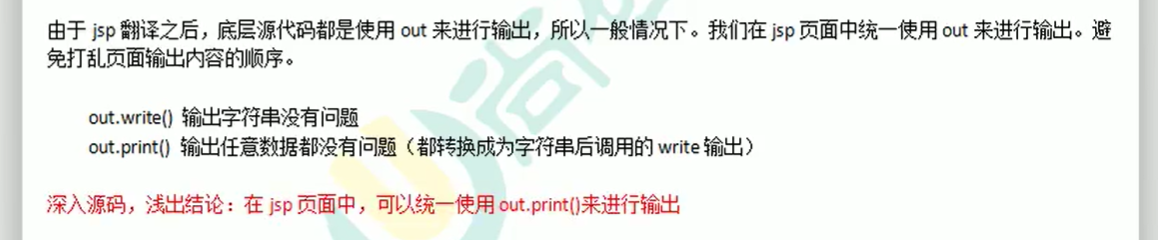 由于 jsp 翻译之后，底层源代码都是使用 out 来进行输出，所以一般情况下。我们在 jsp 页面中统一使用 out 来进行输出。避
免打乱页面输出内容的顺序。
out.write() 输出字符串没有问题
out.print() 输出任意数据都没有问题（都转换成为字符串后调用的 write 输出）
深入源码，浅出结论：在 jsp 页面中，可以统一使用 out.print()来进行输出
尚